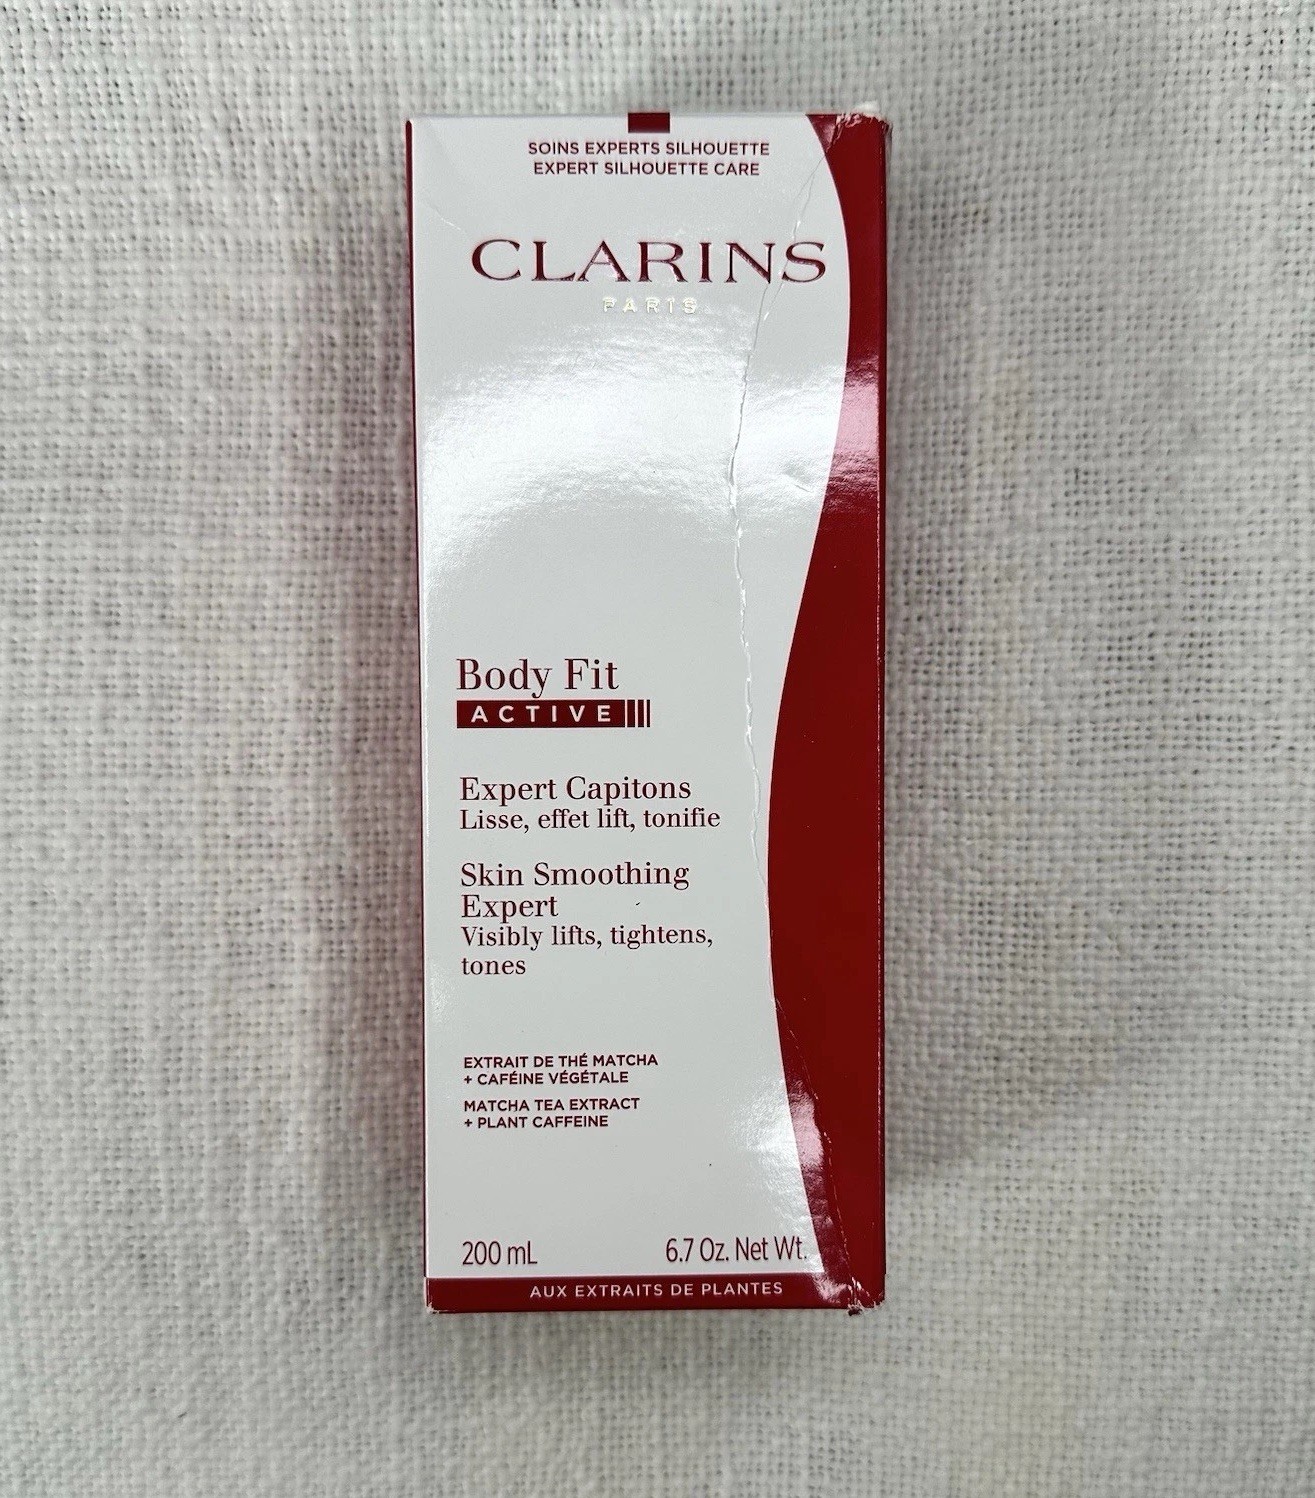 SOINS EXPERTS SILHOUETTE
EXPERT SILHOUETTE CARE
CLARINS
PARIS
Body Fit
ACTIVE
Expert Capitons
Lisse, effet lift, tonifie
Skin Smoothing
Expert
Visibly lifts, tightens,
tones
EXTRAIT DE THÉ MATCHA
+ CAFÉINE VÉGÉTALE
MATCHA TEA EXTRACT
+ PLANT CAFFEINE
200 mL 6.7 Oz. Net Wt.
AUX EXTRAITS DE PLANTES